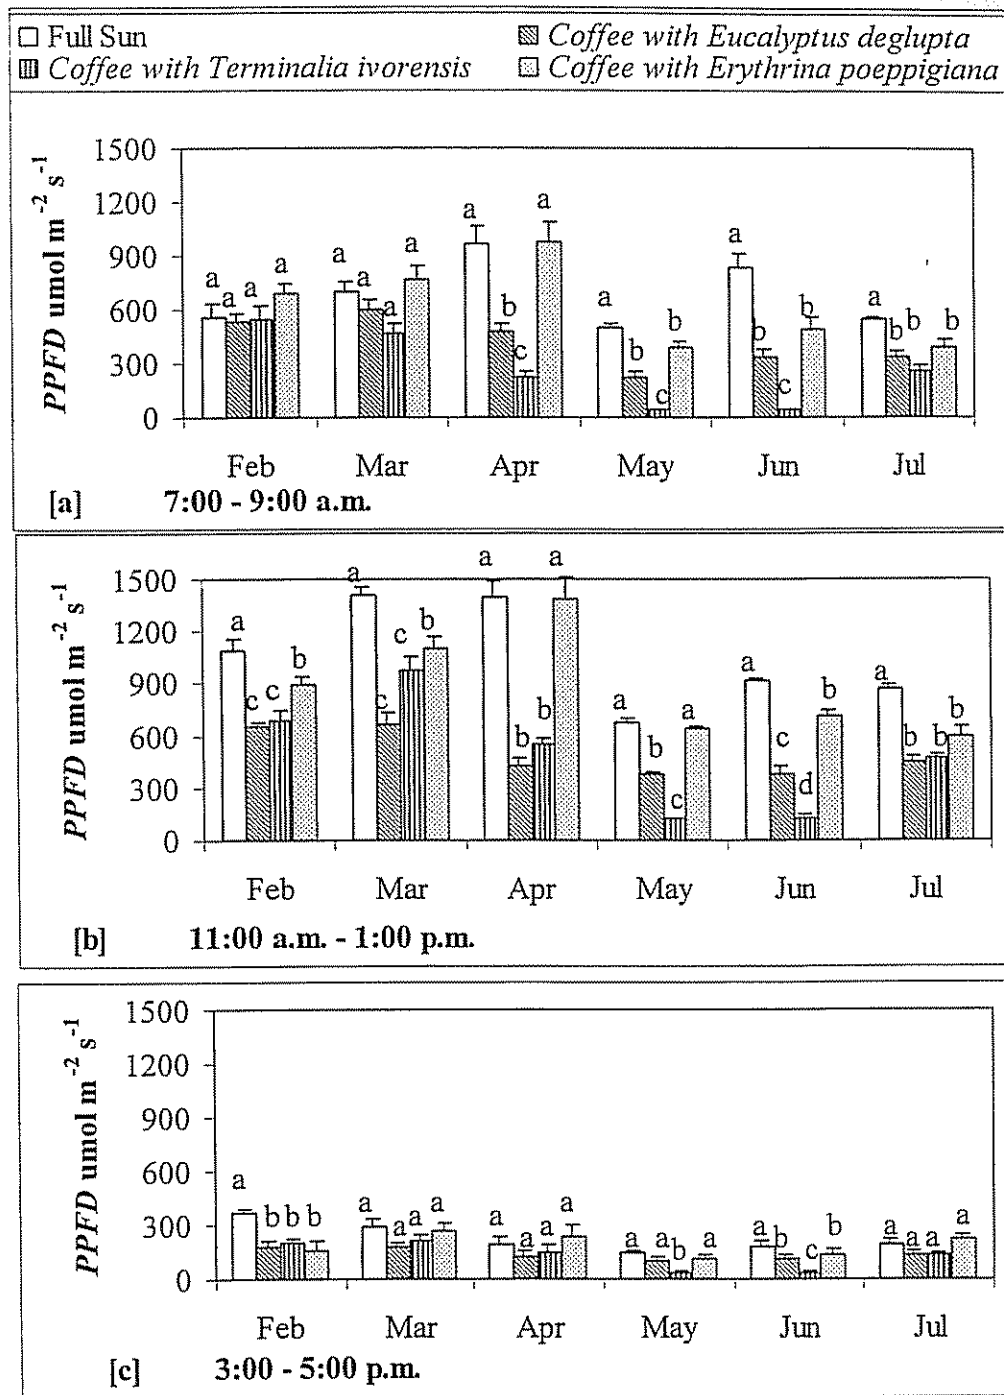 Full Sun
Coffee with Eucalyptus deglupta
Coffee with Terminalia ivorensis
Coffee with Erythrina poeppigiana
PPFD umol m⁻² s⁻¹
1500
1200
900
600
300
0
a a a a
a a a a
a b c a
a b c b
a b c b
a b b b
Feb Mar Apr May Jun Jul
[a] 7:00 - 9:00 a.m.
PPFD umol m⁻² s⁻¹
1500
1200
900
600
300
0
a c c b
a c c b
a b b a
a b c a
a c d b
a b b b
Feb Mar Apr May Jun Jul
[b] 11:00 a.m. - 1:00 p.m.
PPFD umol m⁻² s⁻¹
1500
1200
900
600
300
0
a b b b
a a a a
a a a a
a a b a
a b c b
a a a a
Feb Mar Apr May Jun Jul
[c] 3:00 - 5:00 p.m.